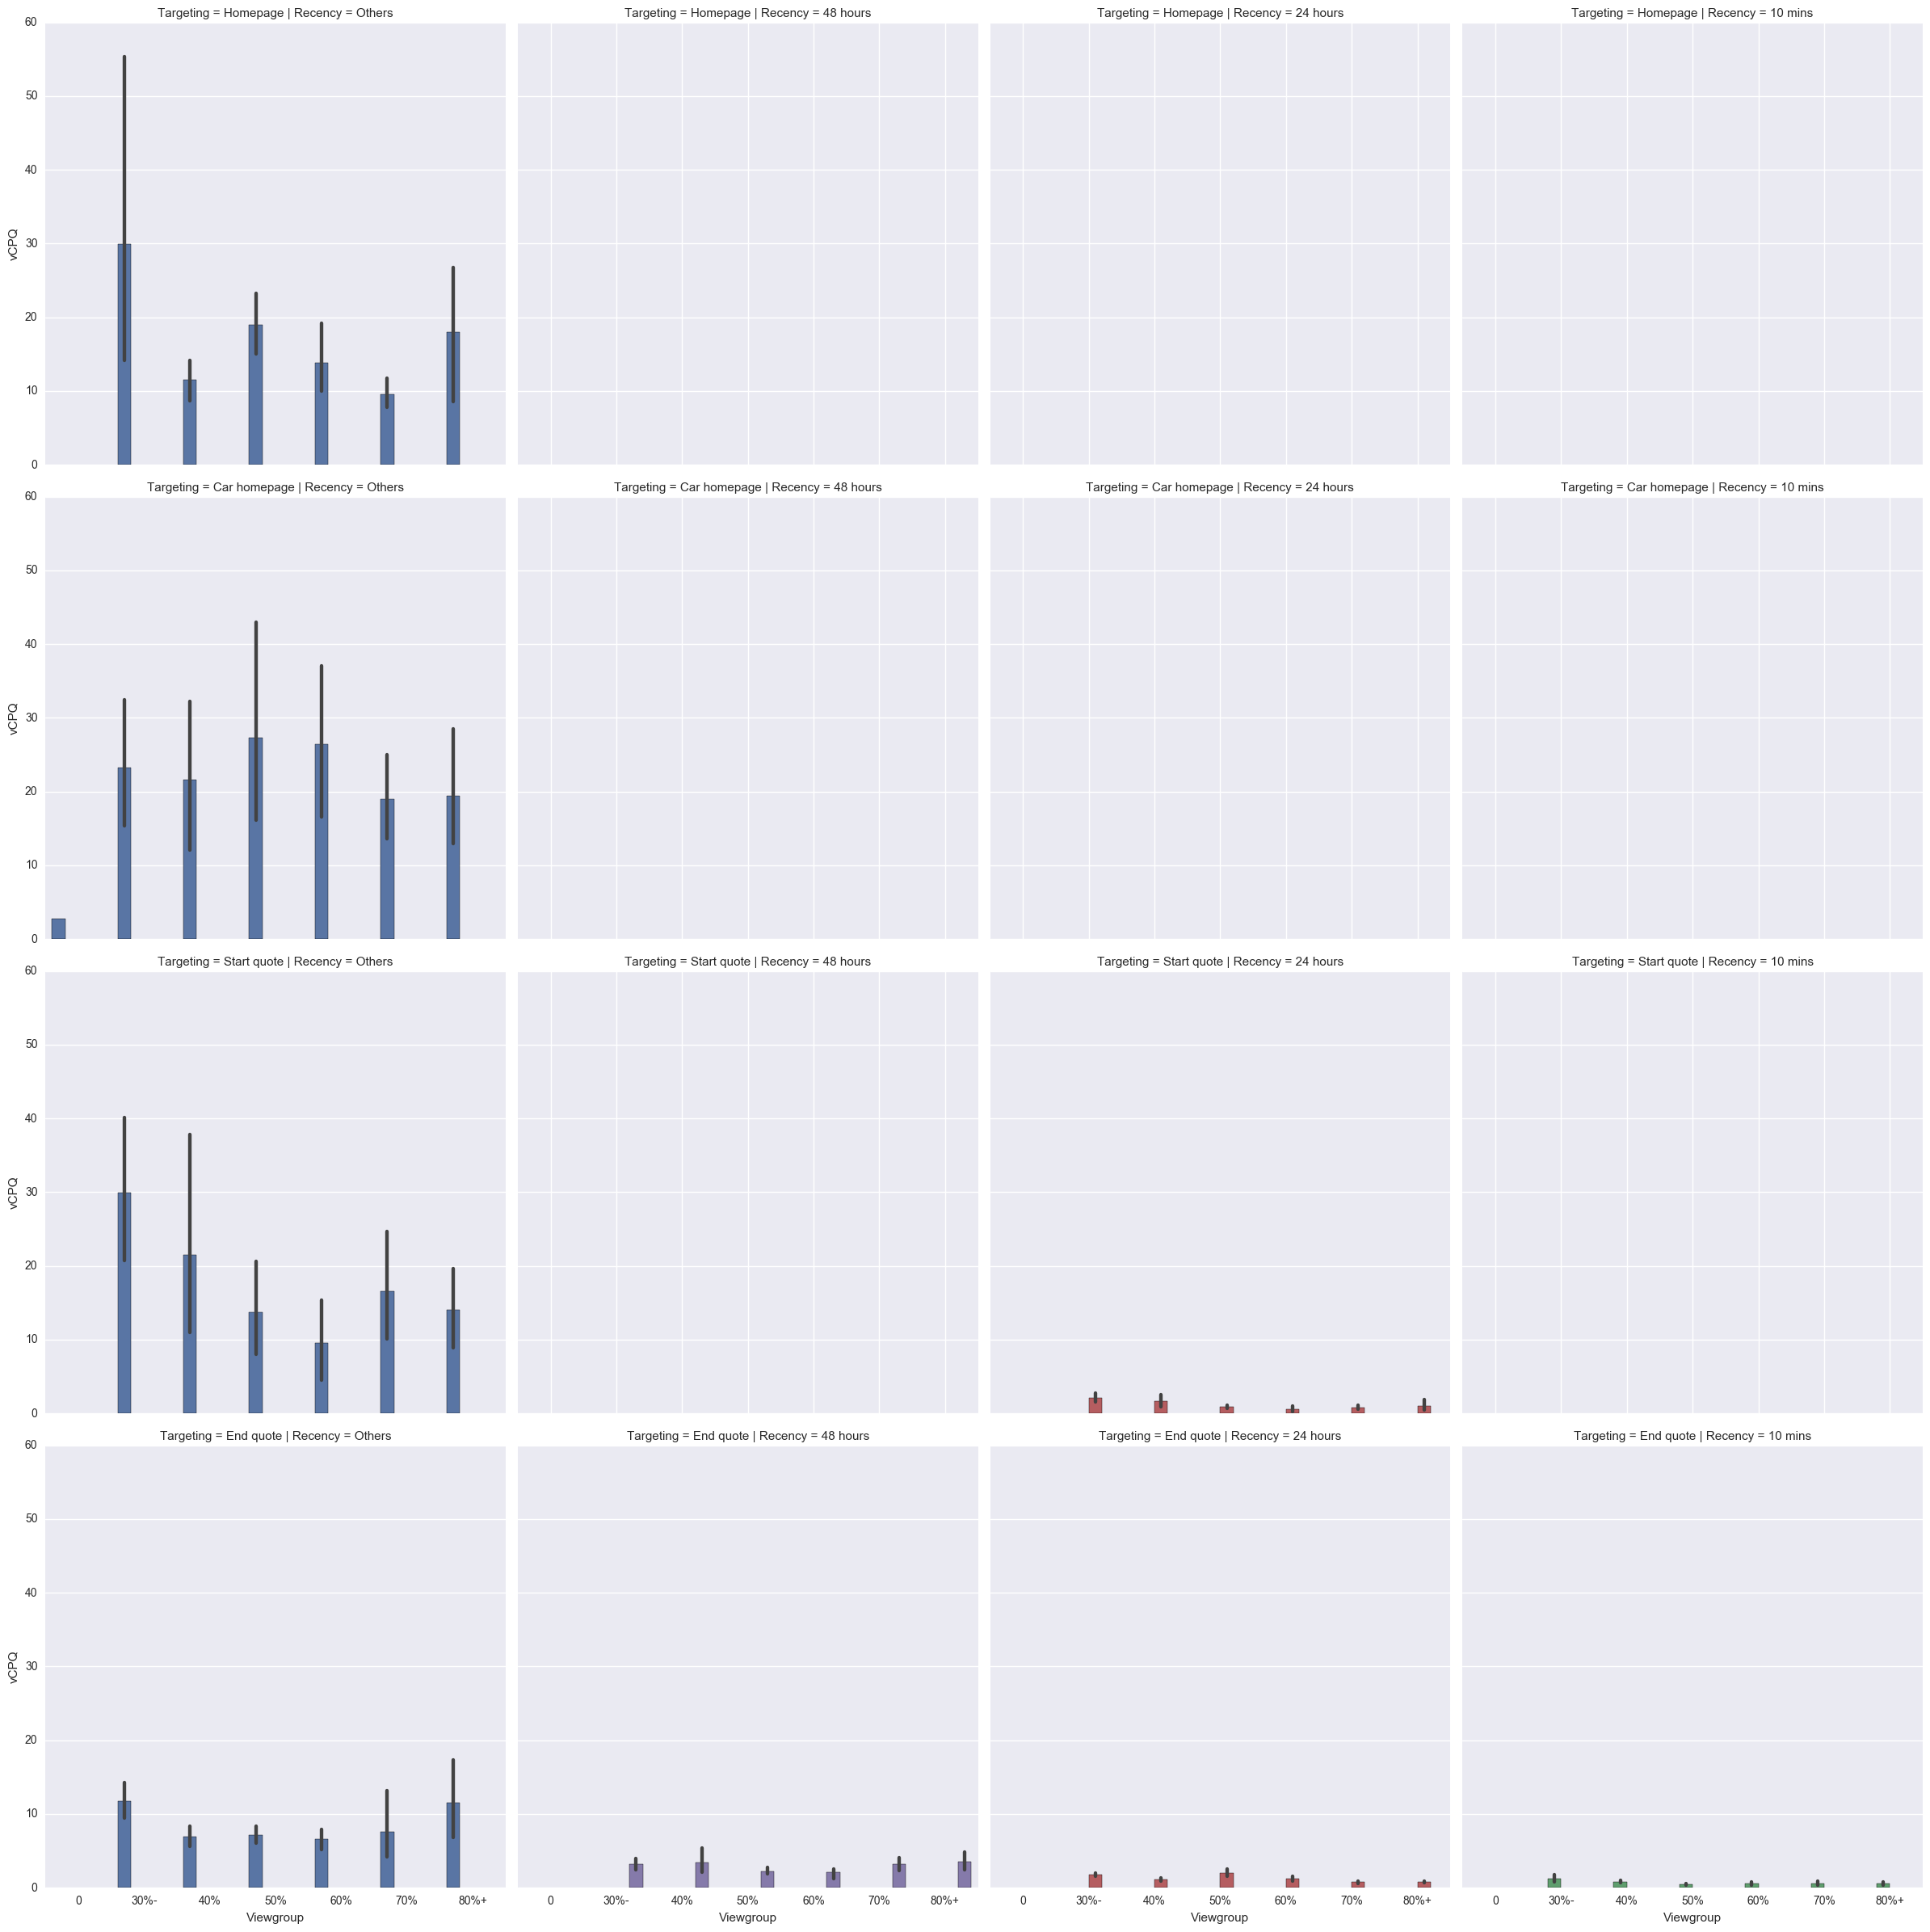 Targeting = Homepage | Recency = Others
Targeting = Homepage | Recency = 48 hours
Targeting = Homepage | Recency = 24 hours
Targeting = Homepage | Recency = 10 mins
60
50
40
30
20
10
0
vCPQ
Targeting = Car homepage | Recency = Others
Targeting = Car homepage | Recency = 48 hours
Targeting = Car homepage | Recency = 24 hours
Targeting = Car homepage | Recency = 10 mins
60
50
40
30
20
10
0
vCPQ
Targeting = Start quote | Recency = Others
Targeting = Start quote | Recency = 48 hours
Targeting = Start quote | Recency = 24 hours
Targeting = Start quote | Recency = 10 mins
60
50
40
30
20
10
0
vCPQ
Targeting = End quote | Recency = Others
Targeting = End quote | Recency = 48 hours
Targeting = End quote | Recency = 24 hours
Targeting = End quote | Recency = 10 mins
60
50
40
30
20
10
0
vCPQ
0 30%- 40% 50% 60% 70% 80%+
Viewgroup
0 30%- 40% 50% 60% 70% 80%+
Viewgroup
0 30%- 40% 50% 60% 70% 80%+
Viewgroup
0 30%- 40% 50% 60% 70% 80%+
Viewgroup